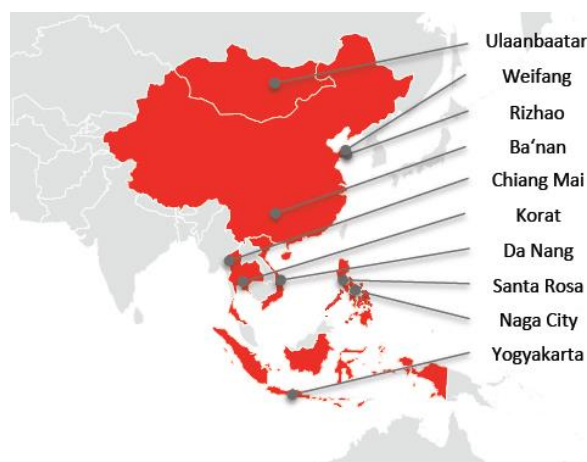 Ulaanbaatar
Weifang
Rizhao
Ba’nan
Chiang Mai
Korat
Da Nang
Santa Rosa
Naga City
Yogyakarta